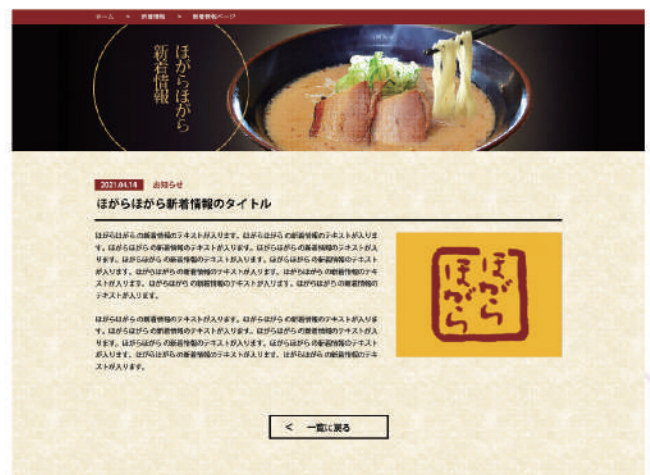 ホーム > 新着情報 > 新着情報ページ
ほがらほがら
新着情報
2021.04.14 お知らせ
ほがらほがら新着情報のタイトル
ほがらほがらの新着情報のテキストが入ります。ほがらほがらの新着情報のテキストが入りま
す。ほがらほがらの新着情報のテキストが入ります。ほがらほがらの新着情報のテキストが入
ります。ほがらほがらの新着情報のテキストが入ります。ほがらほがらの新着情報のテキスト
が入ります。ほがらほがらの新着情報のテキストが入ります。ほがらほがらの新着情報のテキ
ストが入ります。ほがらほがらの新着情報のテキストが入ります。ほがらほがらの新着情報の
テキストが入ります。
ほがらほがらの新着情報のテキストが入ります。ほがらほがらの新着情報のテキストが入りま
す。ほがらほがらの新着情報のテキストが入ります。ほがらほがらの新着情報のテキストが入
ります。ほがらほがらの新着情報のテキストが入ります。ほがらほがらの新着情報のテキスト
が入ります。ほがらほがらの新着情報のテキストが入ります。ほがらほがらの新着情報のテキ
ストが入ります。
ほがら
ほがら
< 一覧に戻る